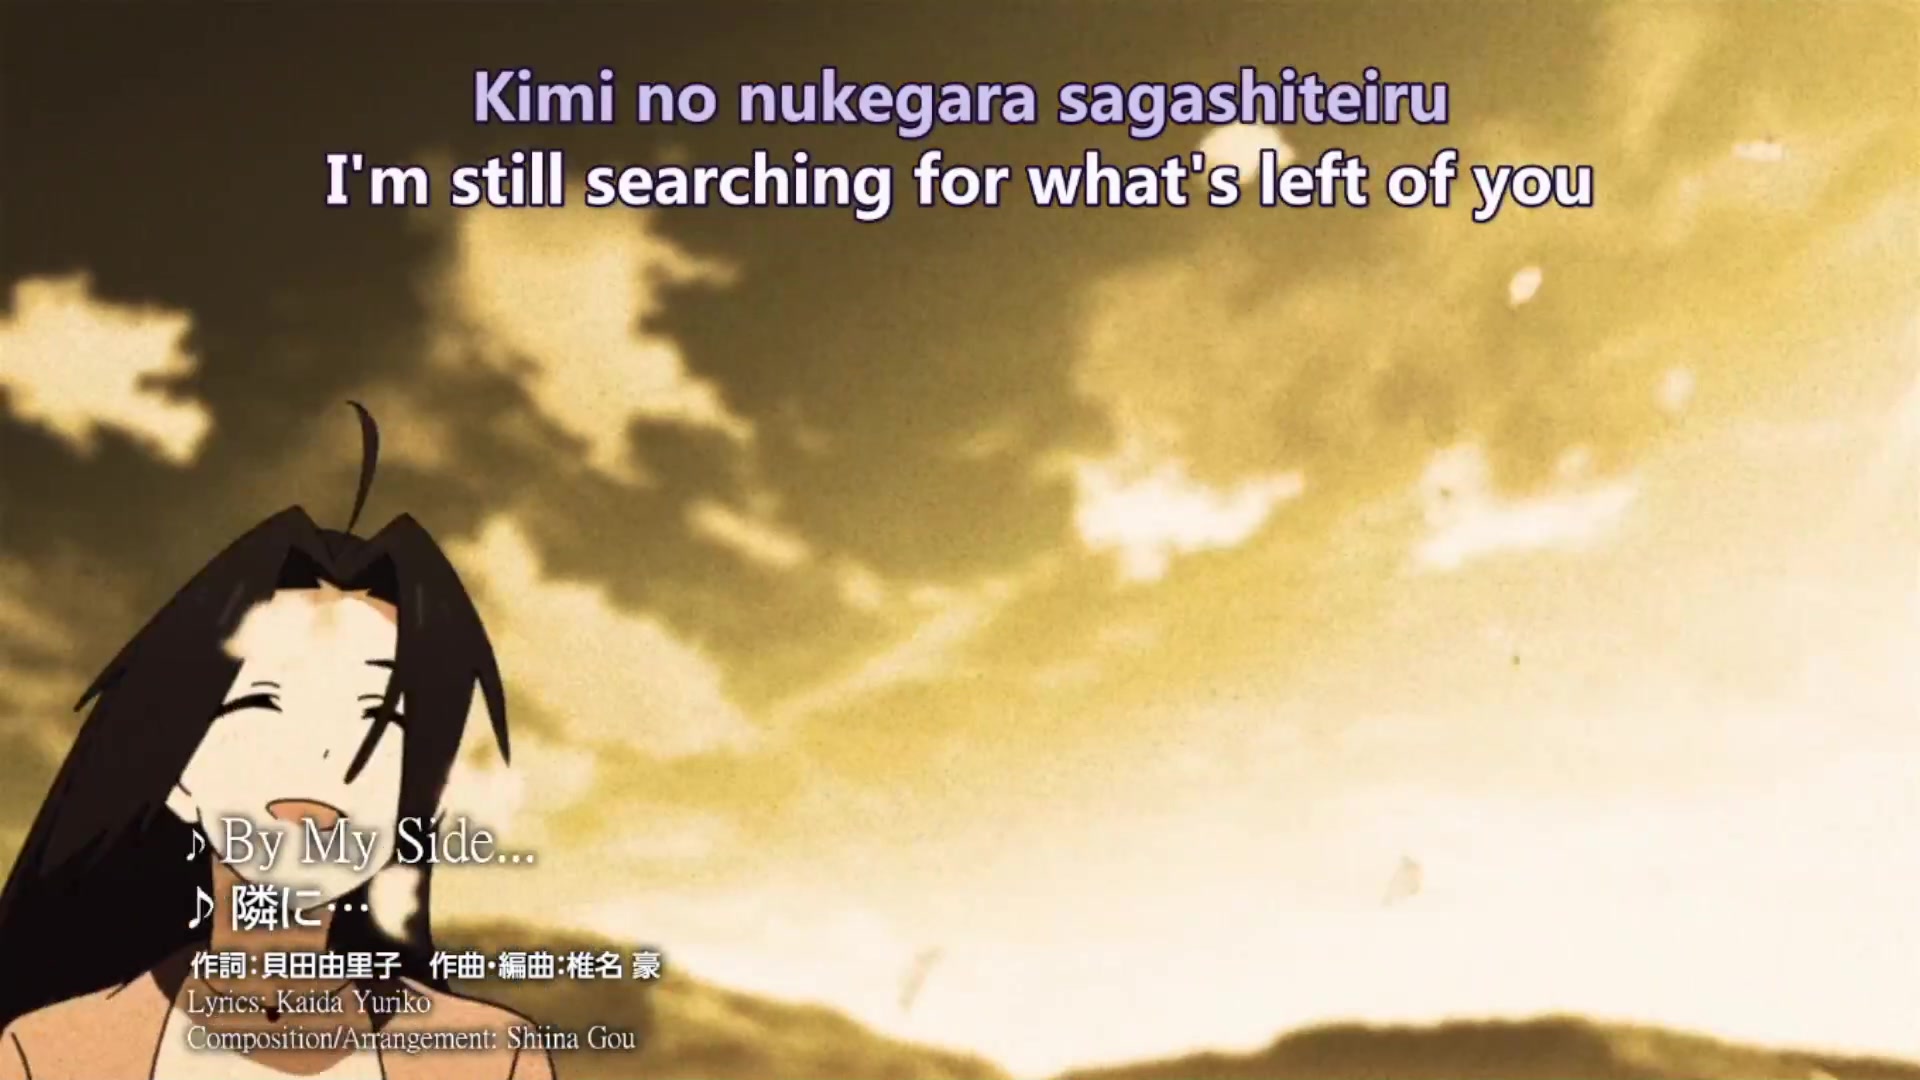 Kimi no nukegara sagashiteiru
I'm still searching for what's left of you
♪ By My Side...
♪ 隣に…
作詞:貝田由里子 作曲・編曲:椎名 豪
Lyrics: Kaida Yuriko
Composition/Arrangement: Shiina Gou